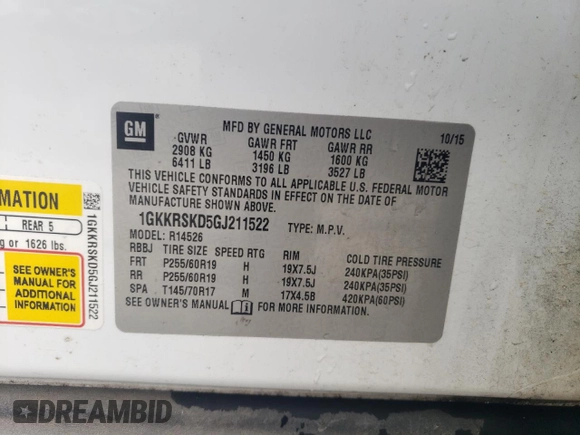 GM
MFD BY GENERAL MOTORS LLC 10/15
GVWR GAWR FRT GAWR RR
2908 KG 1450 KG 1600 KG
6411 LB 3196 LB 3527 LB
THIS VEHICLE CONFORMS TO ALL APPLICABLE U.S. FEDERAL MOTOR
VEHICLE SAFETY STANDARDS IN EFFECT ON THE DATE OF
MANUFACTURE SHOWN ABOVE.
1GKKRSKD5GJ211522 TYPE: M.P.V.
MODEL: R14526
RBBJ TIRE SIZE SPEED RTG RIM COLD TIRE PRESSURE
FRT P255/60R19 H 19X7.5J 240KPA(35PSI)
RR P255/60R19 H 19X7.5J 240KPA(35PSI)
SPA T145/70R17 M 17X4.5B 420KPA(60PSI)
SEE OWNER'S MANUAL i FOR MORE INFORMATION.
MATION
REAR 5
g or 1626 lbs.
SEE OWNER'S
MANUAL FOR
ADDITIONAL
INFORMATION
1GKKRSKD5GJ211522
DREAMBID